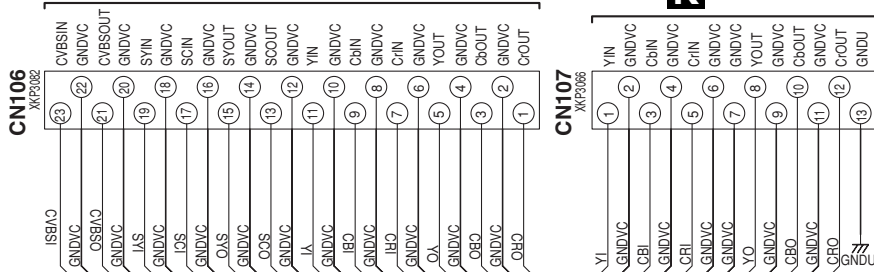 CN106
XKP3082
CVBSIN
GNDVC
CVBSOUT
GNDVC
SYIN
GNDVC
SCIN
GNDVC
SYOUT
GNDVC
SCOUT
GNDVC
YIN
GNDVC
CbIN
GNDVC
CrIN
GNDVC
YOUT
GNDVC
CbOUT
GNDVC
CrOUT
23
22
21
20
19
18
17
16
15
14
13
12
11
10
9
8
7
6
5
4
3
2
1
CVBSI
GNDVC
CVBSO
GNDVC
SYI
GNDVC
SCI
GNDVC
SYO
GNDVC
SCO
GNDVC
YI
GNDVC
CBI
GNDVC
CRI
GNDVC
YO
GNDVC
CBO
GNDVC
CRO
CN107
XKP3066
YIN
GNDVC
CbIN
GNDVC
CrIN
GNDVC
GNDVC
YOUT
GNDVC
CbOUT
GNDVC
CrOUT
GNDU
1
2
3
4
5
6
7
8
9
10
11
12
13
YI
GNDVC
CBI
GNDVC
CRI
GNDVC
GNDVC
YO
GNDVC
CBO
GNDVC
CRO
GNDU